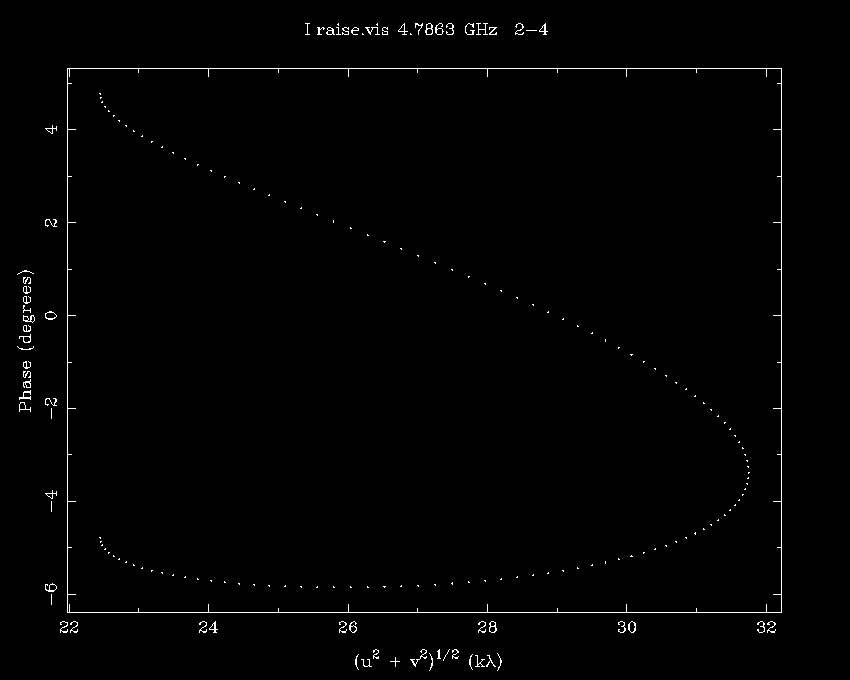 I raise.vis 4.7863 GHz 2−4
4
2
0
−2
−4
−6
Phase (degrees)
22 24 26 28 30 32
(u² + v²)¹/² (kλ)